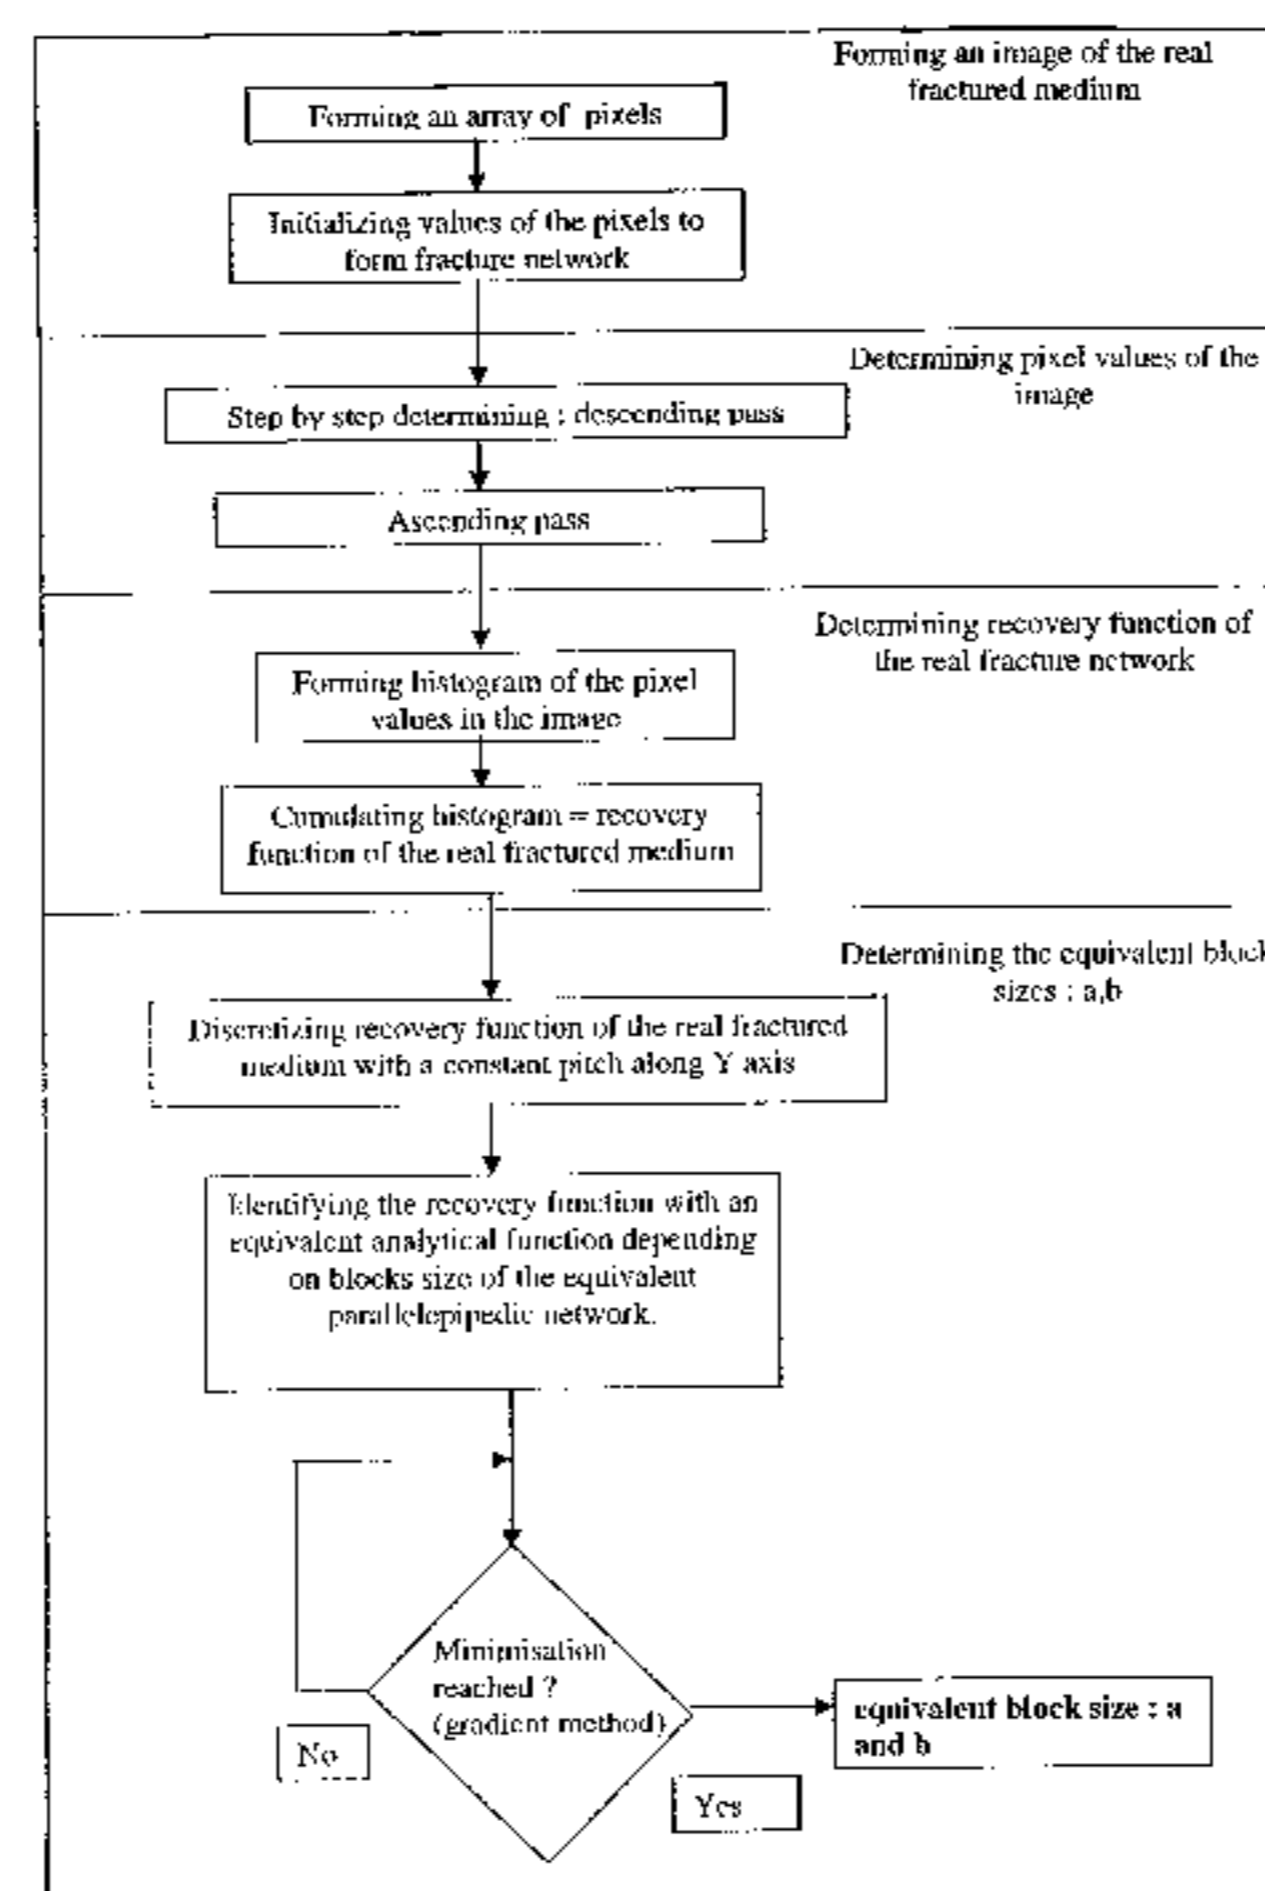 Forming an image of the real
fractured medium
Forming an array of pixels
Initializing values of the pixels to
form fracture network
Determining pixel values of the
image
Step by step determining : descending pass
Ascending pass
Determining recovery function of
the real fracture network
Forming histogram of the pixel
values in the image
Cumulating histogram = recovery
function of the real fractured medium
Determining the equivalent block
sizes : a,b
Discretizing recovery function of the real fractured
medium with a constant pitch along Y axis
Identifying the recovery function with an
equivalent analytical function depending
on blocks size of the equivalent
parallelepipedic network.
Minimisation
reached ?
(gradient method)
equivalent block size : a
and b
No
Yes